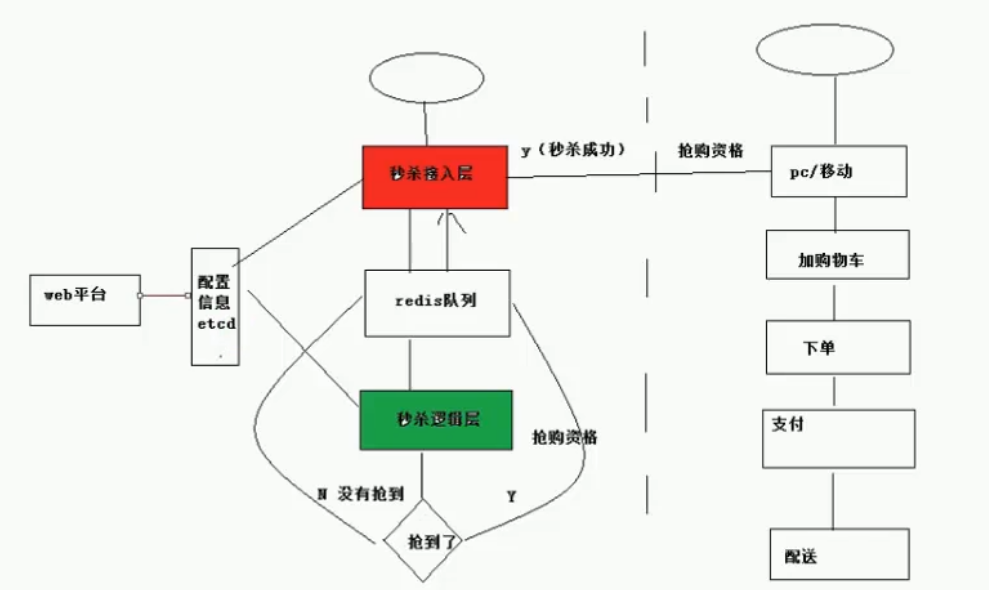 y（秒杀成功）
抢购资格
秒杀接入层
pc/移动
加购物车
配置
信息
etcd
web平台
redis队列
下单
秒杀逻辑层
支付
抢购资格
N 没有抢到
Y
抢到了
配送